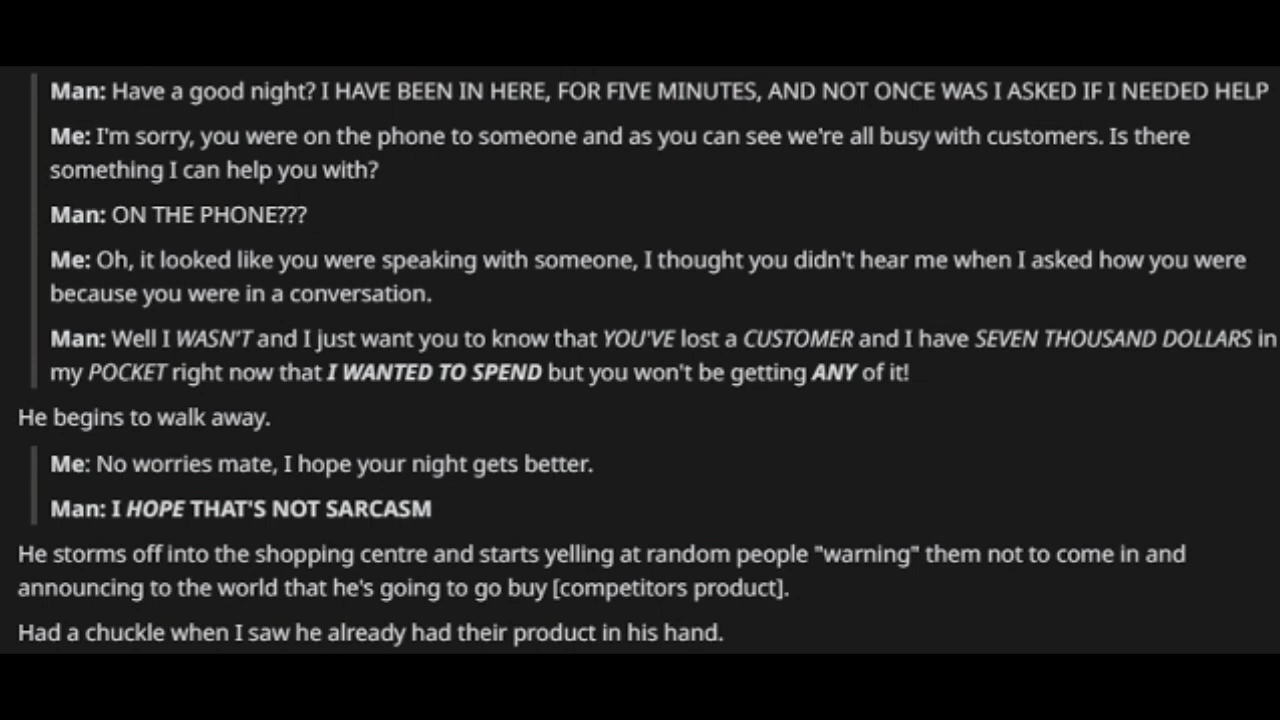 Man: Have a good night? I HAVE BEEN IN HERE, FOR FIVE MINUTES, AND NOT ONCE WAS I ASKED IF I NEEDED HELP
Me: I'm sorry, you were on the phone to someone and as you can see we're all busy with customers. Is there
something I can help you with?
Man: ON THE PHONE???
Me: Oh, it looked like you were speaking with someone, I thought you didn't hear me when I asked how you were
because you were in a conversation.
Man: Well I WASN'T and I just want you to know that YOU'VE lost a CUSTOMER and I have SEVEN THOUSAND DOLLARS in
my POCKET right now that I WANTED TO SPEND but you won't be getting ANY of it!
He begins to walk away.
Me: No worries mate, I hope your night gets better.
Man: I HOPE THAT'S NOT SARCASM
He storms off into the shopping centre and starts yelling at random people "warning" them not to come in and
announcing to the world that he's going to go buy [competitors product].
Had a chuckle when I saw he already had their product in his hand.